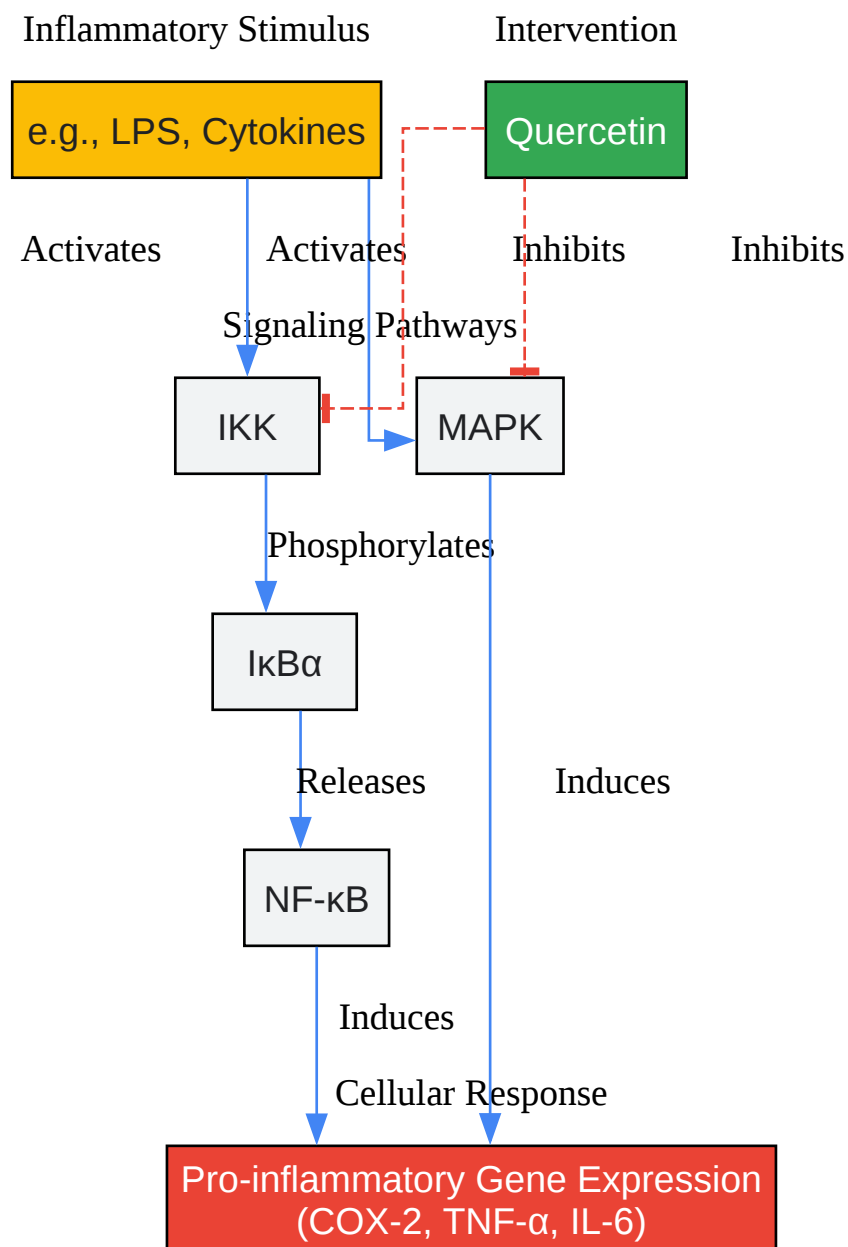 Inflammatory Stimulus
Intervention
e.g., LPS, Cytokines
Quercetin
Activates
Activates
Inhibits
Inhibits
Signaling Pathways
IKK
MAPK
Phosphorylates
IκBα
Releases
Induces
NF-κB
Induces
Cellular Response
Pro-inflammatory Gene Expression
(COX-2, TNF-α, IL-6)